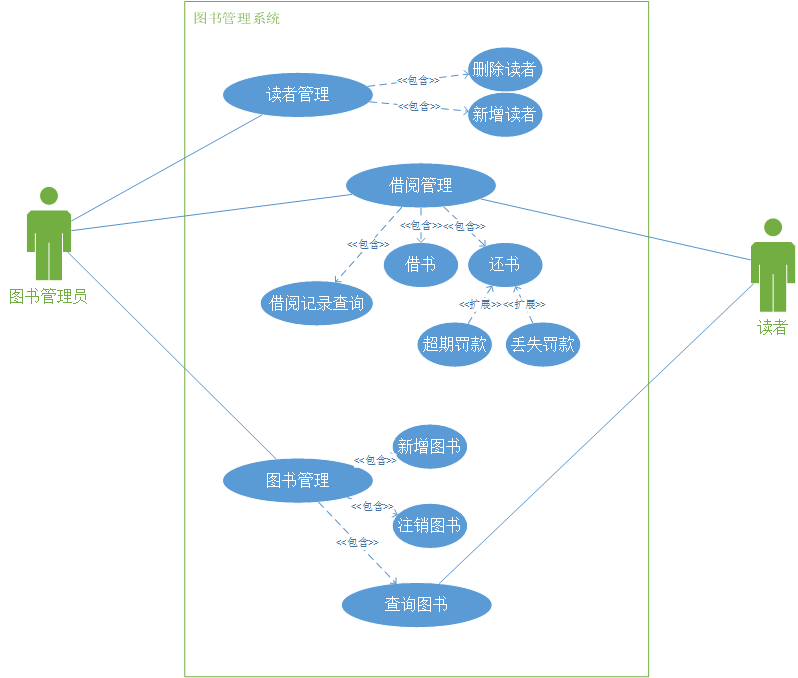 图书管理系统
删除读者
<<包含>>
读者管理
<<包含>>
新增读者
借阅管理
<<包含>>
<<包含>>
<<包含>>
借书
还书
图书管理员
借阅记录查询
<<扩展>>
<<扩展>>
读者
超期罚款
丢失罚款
新增图书
<<包含>>
图书管理
<<包含>>
注销图书
<<包含>>
查询图书